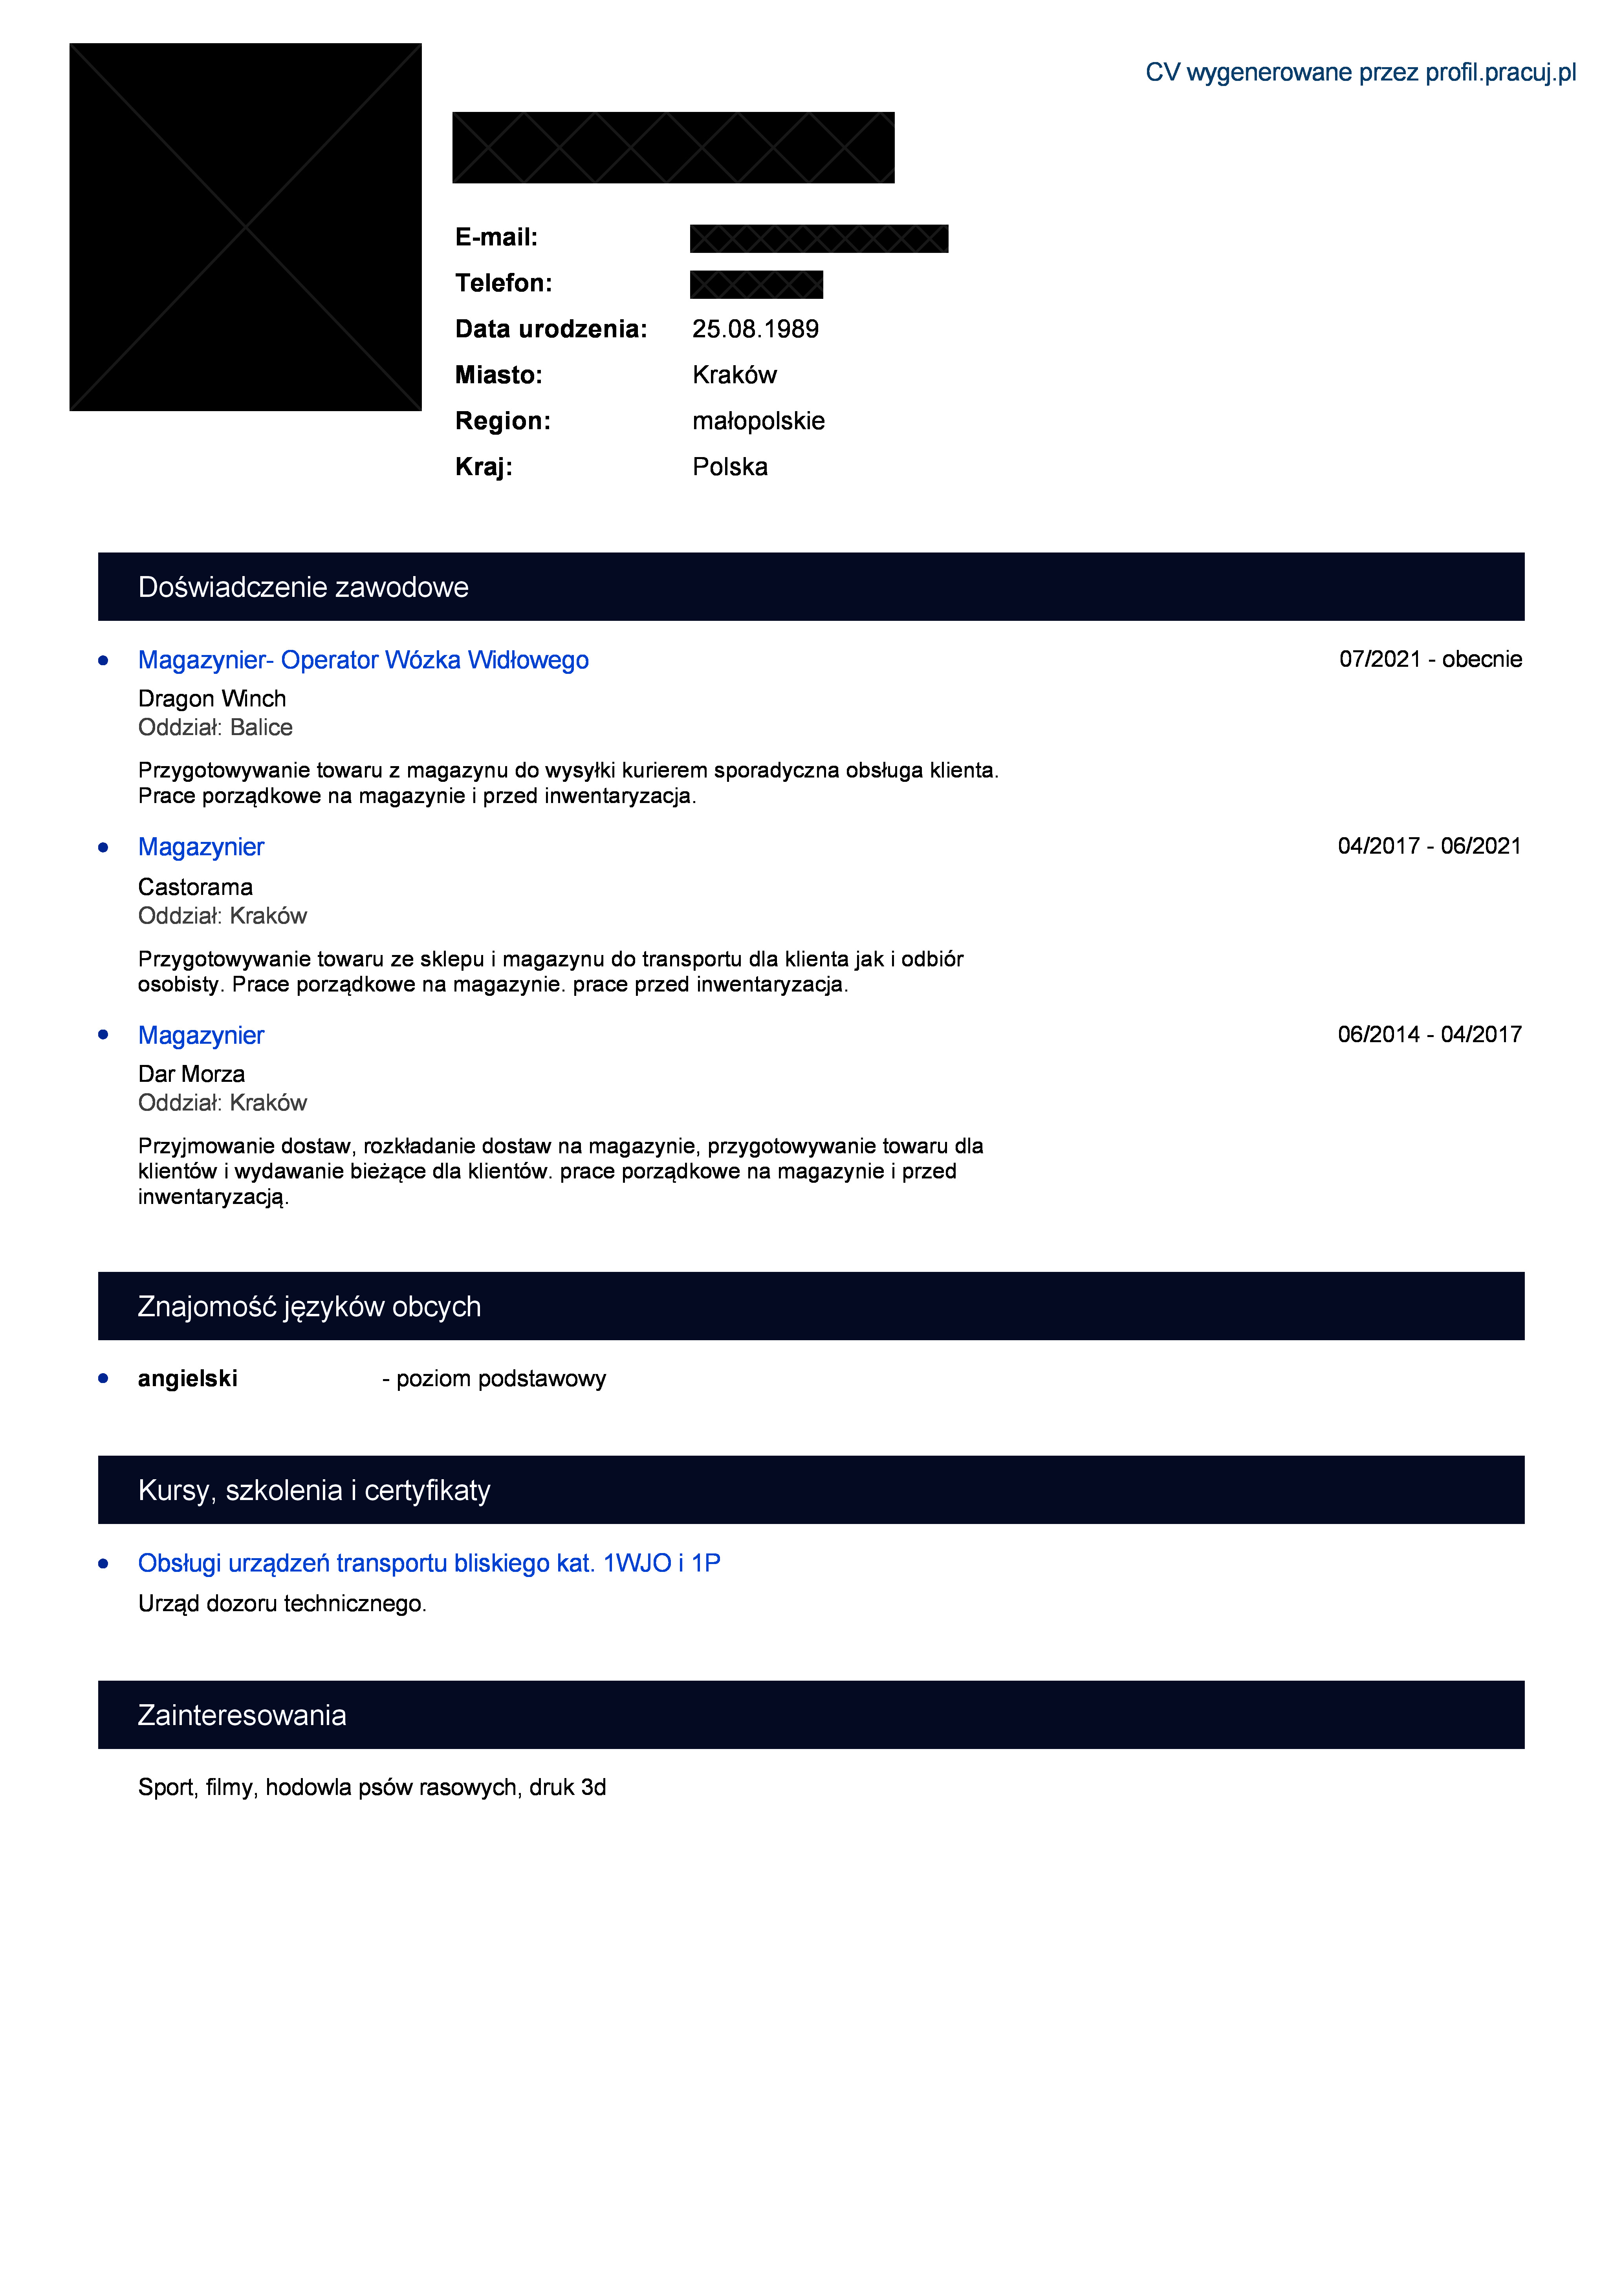 CV wygenerowane przez profil.pracuj.pl
E-mail:
Telefon:
Data urodzenia: 25.08.1989
Miasto: Kraków
Region: małopolskie
Kraj: Polska
Doświadczenie zawodowe
Magazynier- Operator Wózka Widłowego 07/2021 - obecnie
Dragon Winch
Oddział: Balice
Przygotowywanie towaru z magazynu do wysyłki kurierem sporadyczna obsługa klienta.
Prace porządkowe na magazynie i przed inwentaryzacja.
Magazynier 04/2017 - 06/2021
Castorama
Oddział: Kraków
Przygotowywanie towaru ze sklepu i magazynu do transportu dla klienta jak i odbiór
osobisty. Prace porządkowe na magazynie. prace przed inwentaryzacja.
Magazynier 06/2014 - 04/2017
Dar Morza
Oddział: Kraków
Przyjmowanie dostaw, rozkładanie dostaw na magazynie, przygotowywanie towaru dla
klientów i wydawanie bieżące dla klientów. prace porządkowe na magazynie i przed
inwentaryzacją.
Znajomość języków obcych
angielski - poziom podstawowy
Kursy, szkolenia i certyfikaty
Obsługi urządzeń transportu bliskiego kat. 1WJO i 1P
Urząd dozoru technicznego.
Zainteresowania
Sport, filmy, hodowla psów rasowych, druk 3d